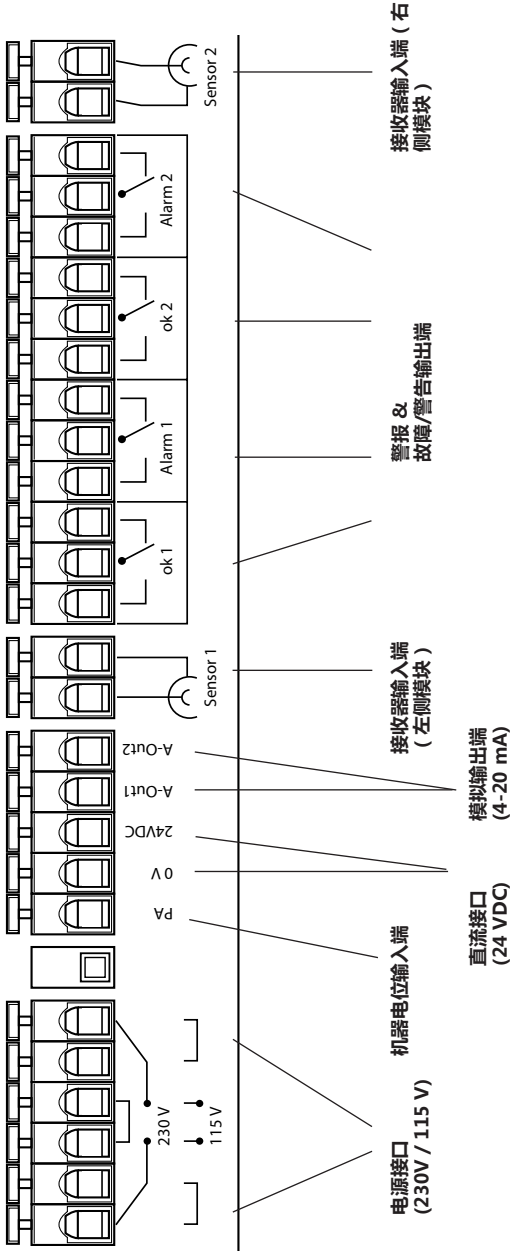 230 V
115 V
PA
0 V
24VDC
A-Out1
A-Out2
Sensor 1
ok 1
Alarm 1
ok 2
Alarm 2
Sensor 2
电源接口
(230V / 115 V)
机器电位输入端
直流接口
(24 VDC)
模拟输出端
(4-20 mA)
接收器输入端
( 左侧模块 )
警报 &
故障/警告输出端
接收器输入端 ( 右
侧模块 )